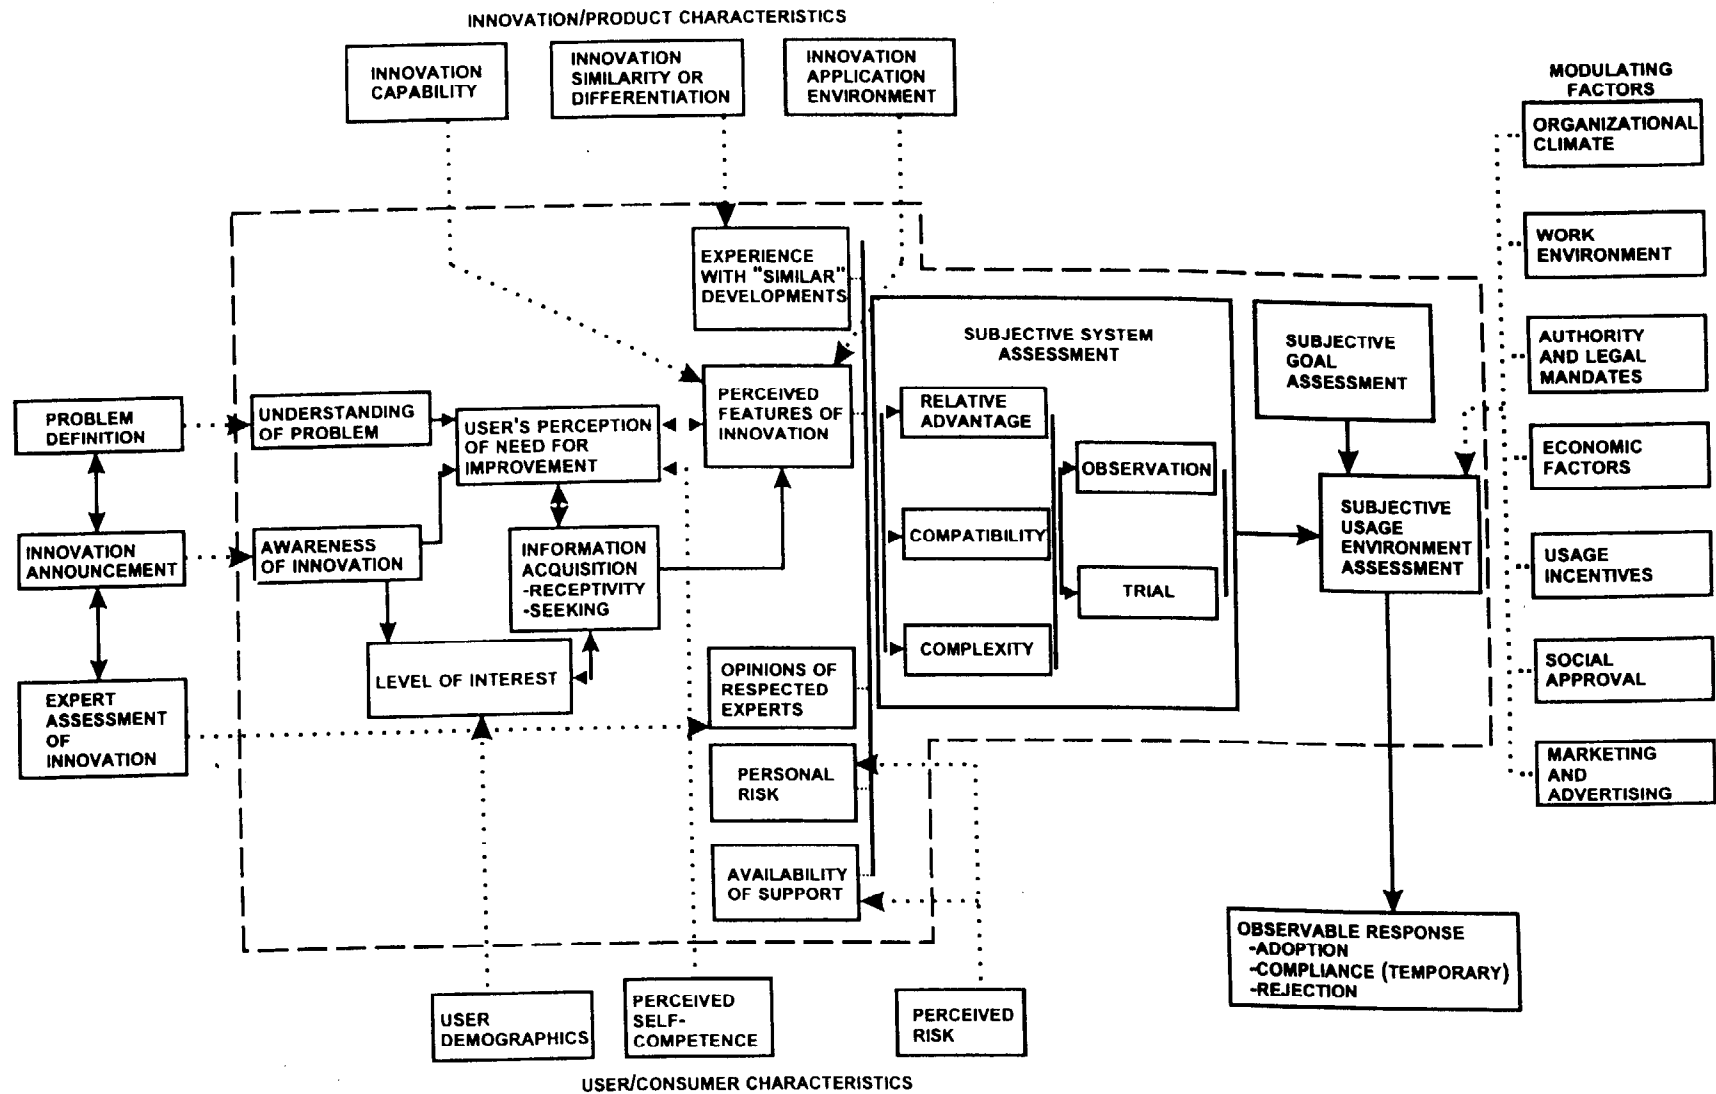 INNOVATION/PRODUCT CHARACTERISTICS
INNOVATION
CAPABILITY
INNOVATION
SIMILARITY OR
DIFFERENTIATION
INNOVATION
APPLICATION
ENVIRONMENT
MODULATING
FACTORS
ORGANIZATIONAL
CLIMATE
WORK
ENVIRONMENT
AUTHORITY
AND LEGAL
MANDATES
ECONOMIC
FACTORS
USAGE
INCENTIVES
SOCIAL
APPROVAL
MARKETING
AND
ADVERTISING
EXPERIENCE
WITH "SIMILAR"
DEVELOPMENTS
PERCEIVED
FEATURES OF
INNOVATION
PROBLEM
DEFINITION
INNOVATION
ANNOUNCEMENT
EXPERT
ASSESSMENT
OF
INNOVATION
UNDERSTANDING
OF PROBLEM
AWARENESS
OF INNOVATION
USER'S PERCEPTION
OF NEED FOR
IMPROVEMENT
INFORMATION
ACQUISITION
-RECEPTIVITY
-SEEKING
LEVEL OF INTEREST
OPINIONS OF
RESPECTED
EXPERTS
PERSONAL
RISK
AVAILABILITY
OF SUPPORT
SUBJECTIVE SYSTEM
ASSESSMENT
RELATIVE
ADVANTAGE
COMPATIBILITY
COMPLEXITY
OBSERVATION
TRIAL
SUBJECTIVE
GOAL
ASSESSMENT
SUBJECTIVE
USAGE
ENVIRONMENT
ASSESSMENT
OBSERVABLE RESPONSE
-ADOPTION
-COMPLIANCE (TEMPORARY)
-REJECTION
USER
DEMOGRAPHICS
PERCEIVED
SELF-
COMPETENCE
PERCEIVED
RISK
USER/CONSUMER CHARACTERISTICS